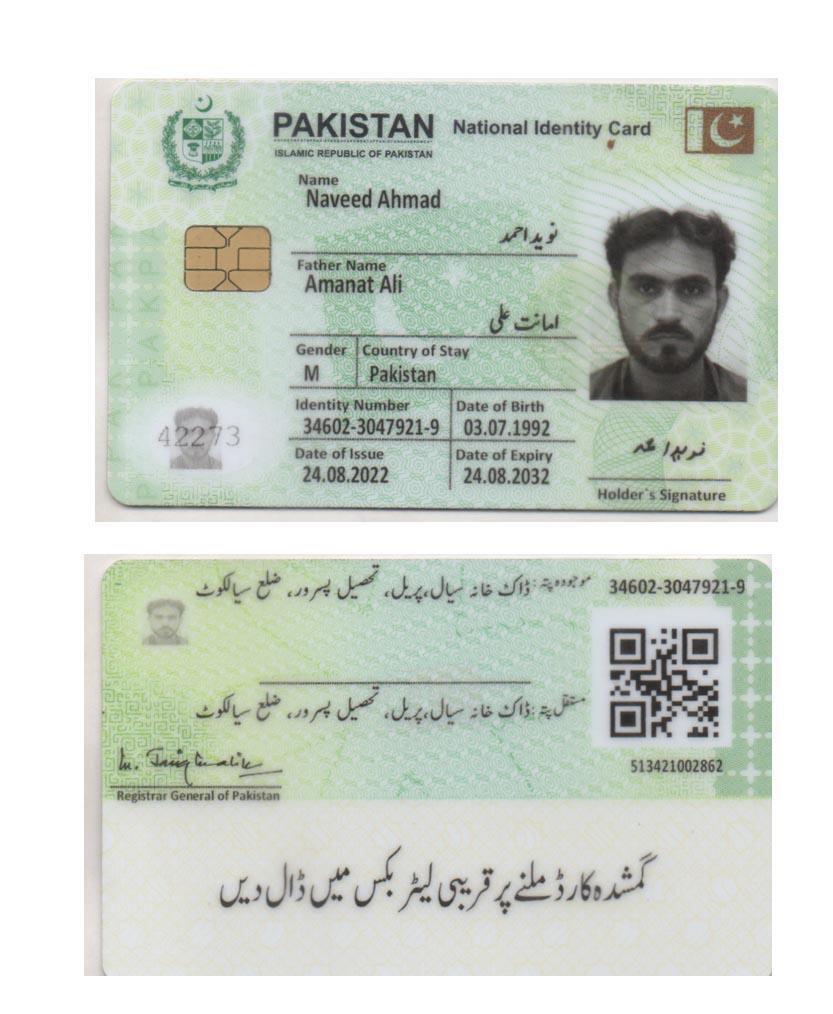 PAKISTAN National Identity Card
ISLAMIC REPUBLIC OF PAKISTAN
Name
Naveed Ahmad
نوید احمد
Father Name
Amanat Ali
امانت علی
Gender Country of Stay
M Pakistan
Identity Number Date of Birth
34602-3047921-9 03.07.1992
Date of Issue Date of Expiry
24.08.2022 24.08.2032
42273
Holder`s Signature
موجودہ پتہ: ڈاک خانہ سیال،پریل، تحصیل پسرور، ضلع سیالکوٹ
34602-3047921-9
مستقل پتہ: ڈاک خانہ سیال،پریل، تحصیل پسرور، ضلع سیالکوٹ
513421002862
Registrar General of Pakistan
گمشدہ کارڈ ملنے پر قریبی لیٹر بکس میں ڈال دیں